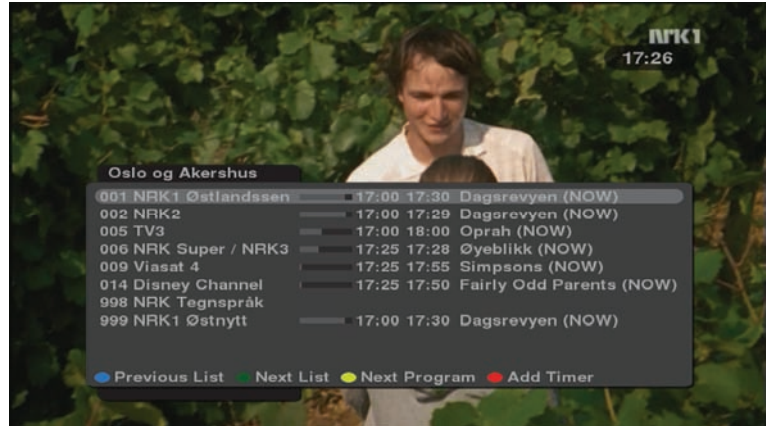 NRK1
17:26
Oslo og Akershus
001 NRK1 Østlandssen 17:00 17:30 Dagsrevyen (NOW)
002 NRK2 17:00 17:29 Dagsrevyen (NOW)
005 TV3 17:00 18:00 Oprah (NOW)
006 NRK Super / NRK3 17:25 17:28 Øyeblikk (NOW)
009 Viasat 4 17:25 17:55 Simpsons (NOW)
014 Disney Channel 17:25 17:50 Fairly Odd Parents (NOW)
998 NRK Tegnspråk
999 NRK1 Østnytt 17:00 17:30 Dagsrevyen (NOW)
Previous List Next List Next Program Add Timer